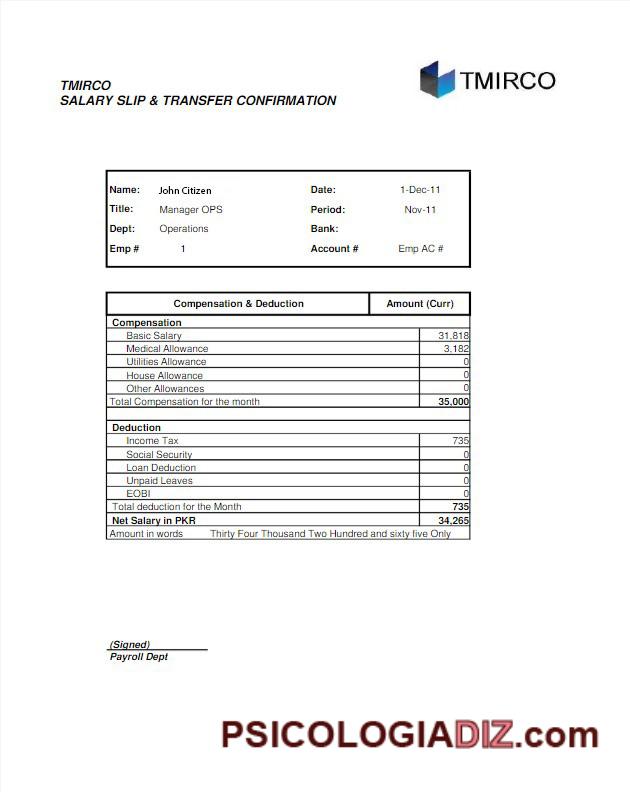 TMIRCO
TMIRCO
SALARY SLIP & TRANSFER CONFIRMATION
Name: John Citizen Date: 1-Dec-11
Title: Manager OPS Period: Nov-11
Dept: Operations Bank:
Emp # 1 Account # Emp AC #
Compensation & Deduction Amount (Curr)
Compensation
Basic Salary 31,818
Medical Allowance 3,182
Utilities Allowance 0
House Allowance 0
Other Allowances 0
Total Compensation for the month 35,000
Deduction
Income Tax 735
Social Security 0
Loan Deduction 0
Unpaid Leaves 0
EOBI 0
Total deduction for the Month 735
Net Salary in PKR 34,265
Amount in words Thirty Four Thousand Two Hundred and sixty five Only
(Signed)
Payroll Dept
PSICOLOGIADIZ.com